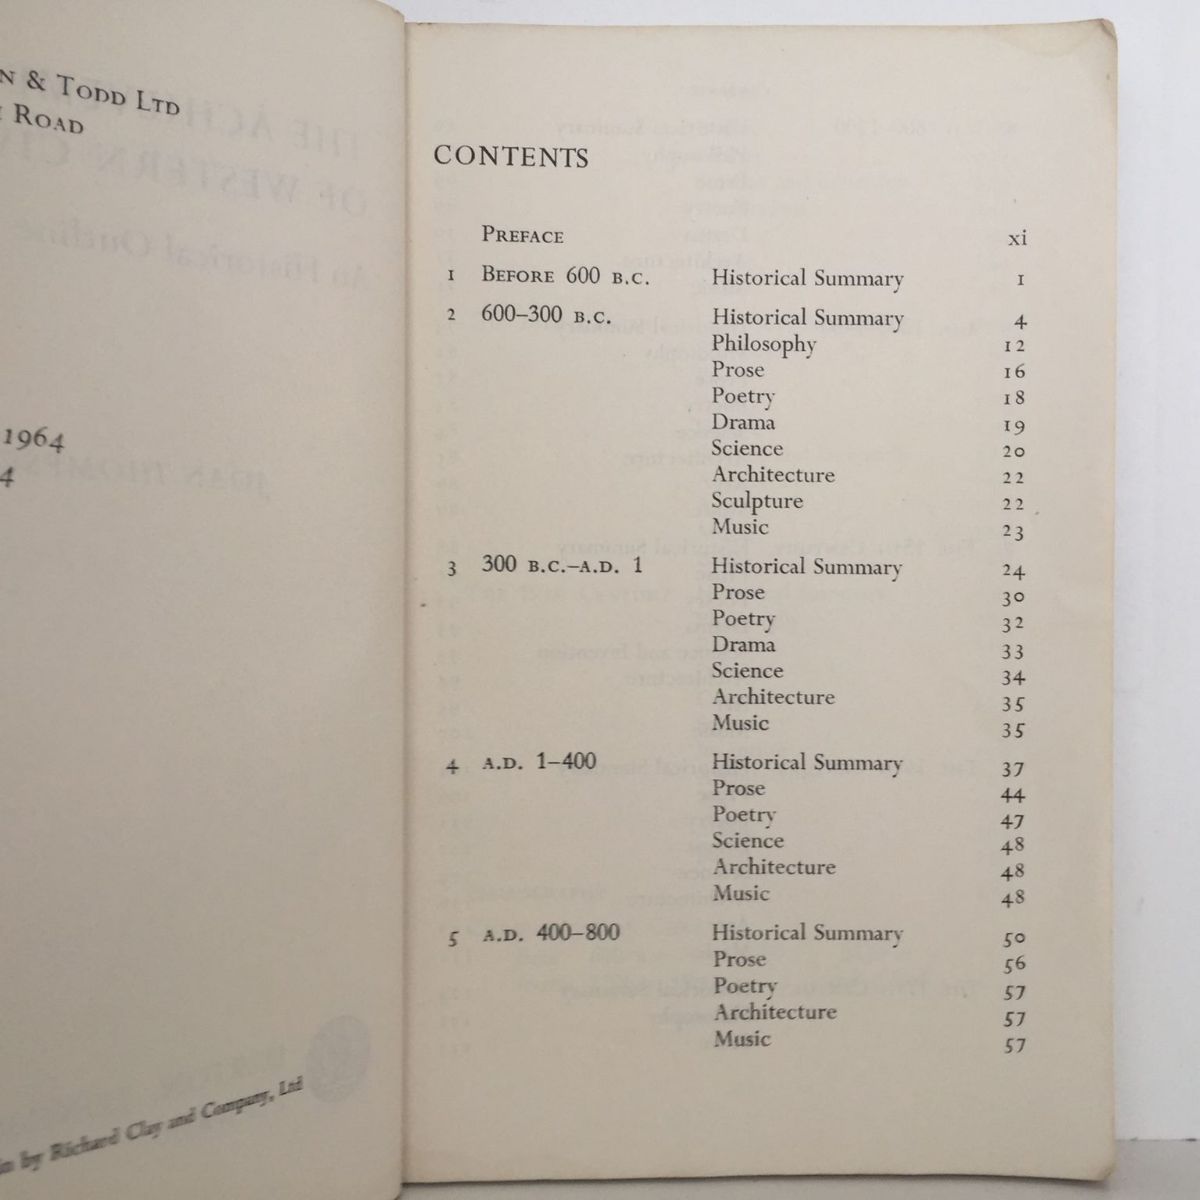 N & TODD LTD
ROAD
1964
4
in by Richard Clay and Company, Ltd
CONTENTS
PREFACE xi
1 BEFORE 600 B.C. Historical Summary 1
2 600–300 B.C. Historical Summary 4
Philosophy 12
Prose 16
Poetry 18
Drama 19
Science 20
Architecture 22
Sculpture 22
Music 23
3 300 B.C.–A.D. 1 Historical Summary 24
Prose 30
Poetry 32
Drama 33
Science 34
Architecture 35
Music 35
4 A.D. 1–400 Historical Summary 37
Prose 44
Poetry 47
Science 48
Architecture 48
Music 48
5 A.D. 400–800 Historical Summary 50
Prose 56
Poetry 57
Architecture 57
Music 57